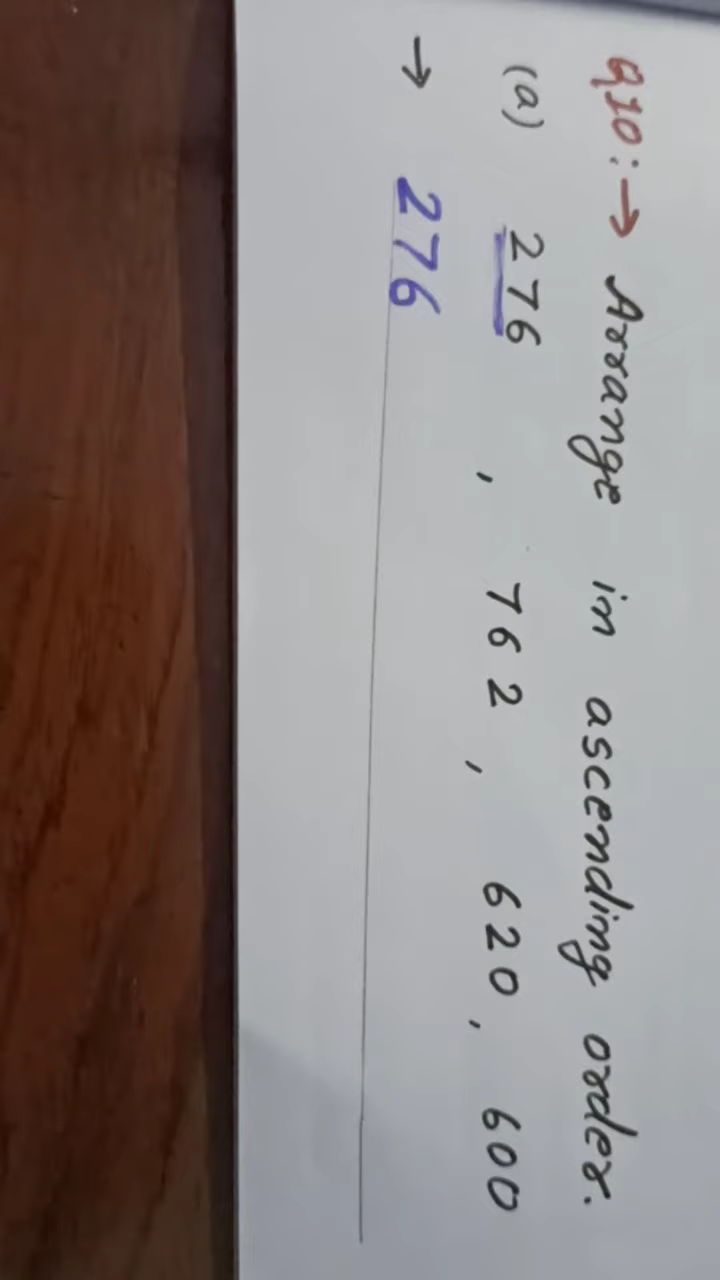 Q10:→ Arrange in ascending order.
(a) 276 , 762 , 620 , 600
→ 276